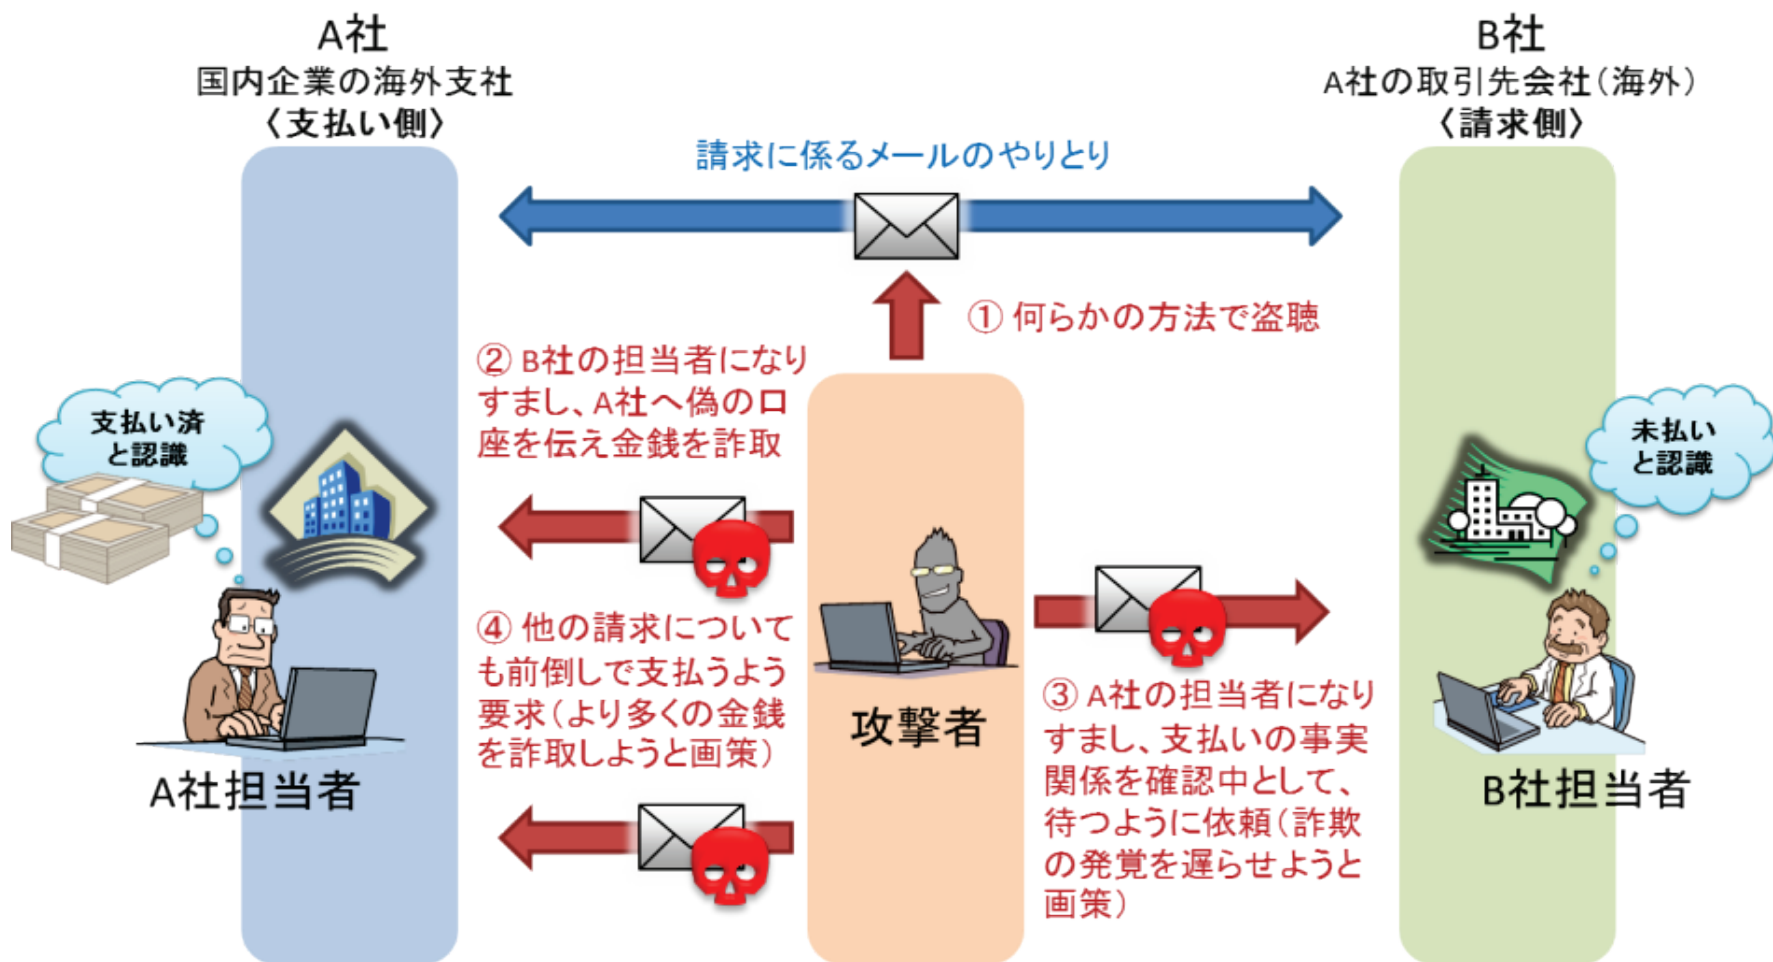 A社
国内企業の海外支社
〈支払い側〉
B社
A社の取引先会社(海外)
〈請求側〉
請求に係るメールのやりとり
① 何らかの方法で盗聴
② B社の担当者になり
すまし、A社へ偽の口
座を伝え金銭を詐取
支払い済
と認識
未払い
と認識
④ 他の請求について
も前倒しで支払うよう
要求(より多くの金銭
を詐取しようと画策)
攻撃者
③ A社の担当者になり
すまし、支払いの事実
関係を確認中として、
待つように依頼(詐欺
の発覚を遅らせようと
画策)
A社担当者
B社担当者